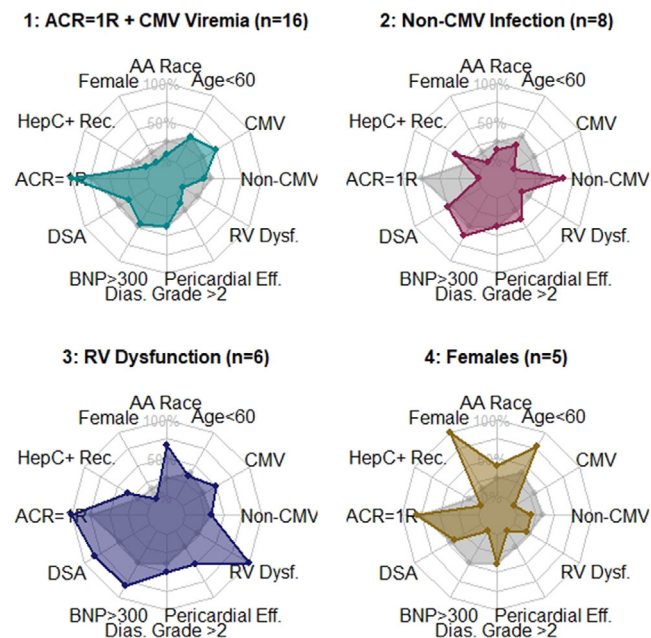 1: ACR=1R + CMV Viremia (n=16)
AA Race
Female
Age<60
100%
HepC+ Rec.
50%
CMV
ACR=1R
Non-CMV
DSA
RV Dysf.
BNP>300
Pericardial Eff.
Dias. Grade >2
2: Non-CMV Infection (n=8)
AA Race
Female
Age<60
100%
HepC+ Rec.
50%
CMV
ACR=1R
Non-CMV
DSA
RV Dysf.
BNP>300
Pericardial Eff.
Dias. Grade >2
3: RV Dysfunction (n=6)
AA Race
Female
Age<60
100%
HepC+ Rec.
CMV
ACR=1R
Non-CMV
DSA
RV Dysf.
BNP>300
Pericardial Eff.
Dias. Grade >2
4: Females (n=5)
AA Race
Female
Age<60
100%
HepC+ Rec.
CMV
ACR=1R
Non-CMV
DSA
RV Dysf.
BNP>300
Pericardial Eff.
Dias. Grade >2